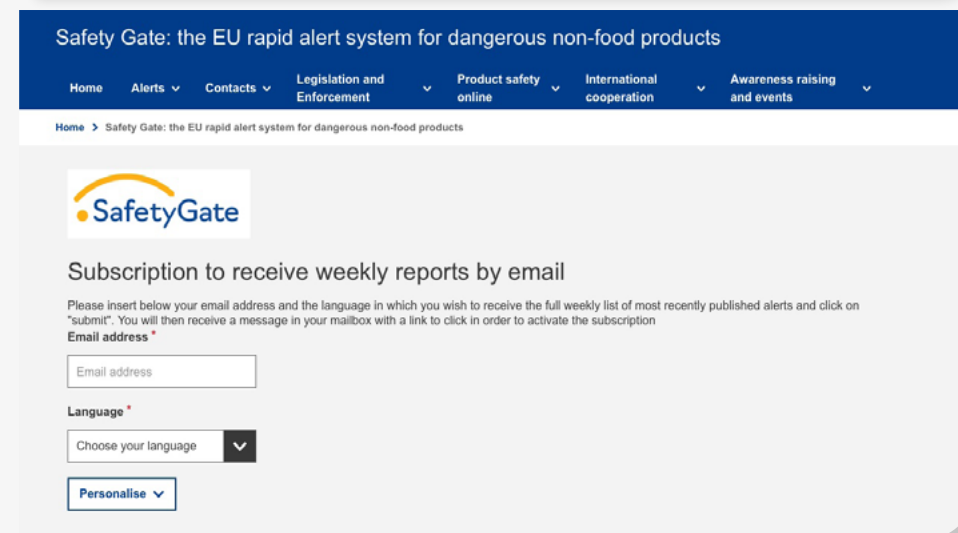 Safety Gate: the EU rapid alert system for dangerous non-food products
Home Alerts Contacts Legislation and Enforcement Product safety online International cooperation Awareness raising and events
Home > Safety Gate: the EU rapid alert system for dangerous non-food products
SafetyGate
Subscription to receive weekly reports by email
Please insert below your email address and the language in which you wish to receive the full weekly list of most recently published alerts and click on
"submit". You will then receive a message in your mailbox with a link to click in order to activate the subscription
Email address *
Email address
Language *
Choose your language
Personalise